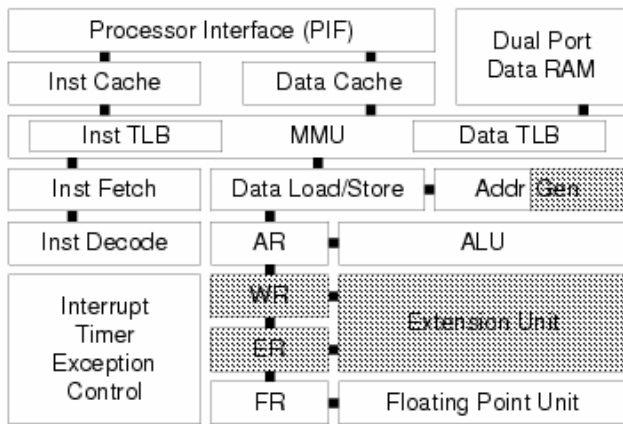 Processor Interface (PIF)
Dual Port
Data RAM
Inst Cache
Data Cache
Inst TLB
MMU
Data TLB
Inst Fetch
Data Load/Store
Addr Gen
Inst Decode
AR
ALU
Interrupt
Timer
Exception
Control
WR
Extension Unit
ER
FR
Floating Point Unit